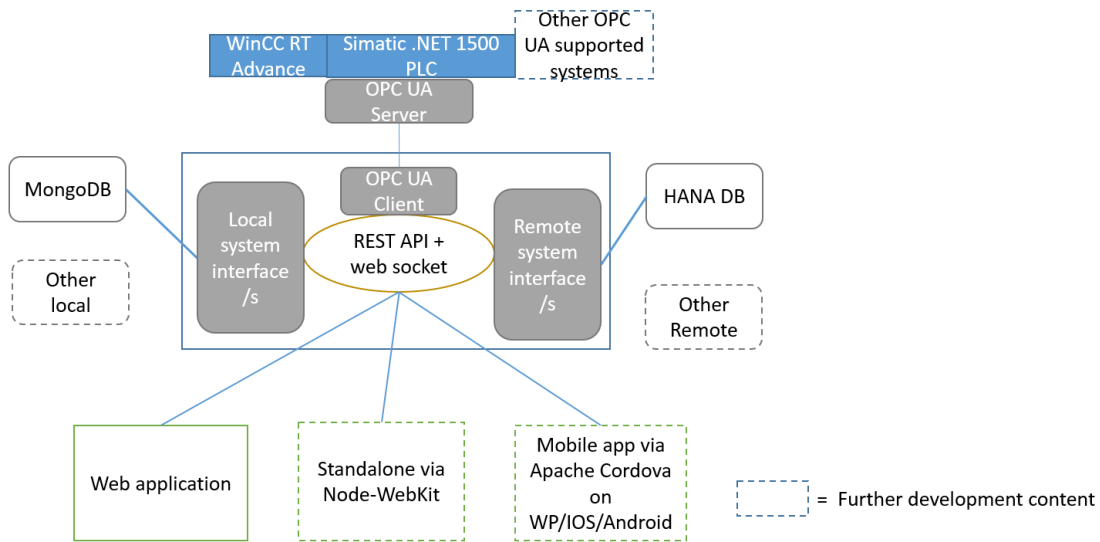 Other OPC
UA supported
systems
WinCC RT
Advance
Simatic .NET 1500
PLC
OPC UA
Server
MongoDB
OPC UA
Client
HANA DB
Local
system
interface
/s
REST API +
web socket
Remote
system
interface
/s
Other
local
Other
Remote
Web application
Standalone via
Node-WebKit
Mobile app via
Apache Cordova
on
WP/IOS/Android
= Further development content